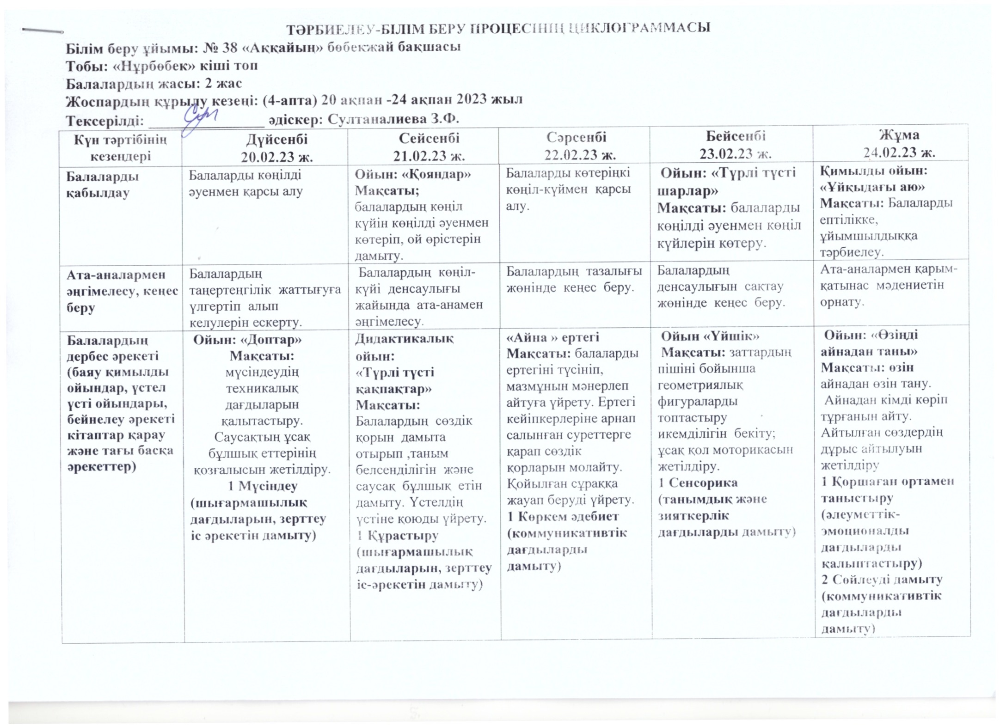 ТӘРБИЕЛЕУ-БІЛІМ БЕРУ ПРОЦЕСІНІҢ ЦИКЛОГРАММАСЫ
Білім беру ұйымы: № 38 «Аққайың» бөбекжай бақшасы
Тобы: «Нұрбөбек» кіші топ
Балалардың жасы: 2 жас
Жоспардың құрылу кезеңі: (4-апта) 20 ақпан -24 ақпан 2023 жыл
Тексерілді: ________________ әдіскер: Султаналиева З.Ф.
Күн тәртібінің
кезеңдері
Дүйсенбі
20.02.23 ж.
Сейсенбі
21.02.23 ж.
Сәрсенбі
22.02.23 ж.
Бейсенбі
23.02.23 ж.
Жұма
24.02.23 ж.
Балаларды
қабылдау
Балаларды көңілді
әуенмен қарсы алу
Ойын: «Қояндар»
Мақсаты;
балалардың көңіл
күйін көңілді әуенмен
көтеріп, ой өрістерін
дамыту.
Балаларды көтеріңкі
көңіл-күймен қарсы
алу.
Ойын: «Түрлі түсті
шарлар»
Мақсаты: балаларды
көңілді әуенмен көңіл
күйлерін көтеру.
Қимылды ойын:
«Ұйқыдағы аю»
Мақсаты: Балаларды
ептілікке,
ұйымшылдыққа
тәрбиелеу.
Ата-аналармен
әңгімелесу, кеңес
беру
Балалардың
таңертеңгілік жаттығуға
үлгертіп алып
келулерін ескерту.
Балалардың көңіл-
күйі денсаулығы
жайында ата-анамен
әңгімелесу.
Балалардың тазалығы
жөнінде кеңес беру.
Балалардың
денсаулығын сақтау
жөнінде кеңес беру.
Ата-аналармен қарым-
қатынас мәдениетін
орнату.
Балалардың
дербес әрекеті
(баяу қимылды
ойындар, үстел
үсті ойындары,
бейнелеу әрекеті
кітаптар қарау
және тағы басқа
әрекеттер)
Ойын: «Доптар»
Мақсаты:
мүсіндеудің
техникалық
дағдыларын
қалытастыру.
Саусақтың ұсақ
бұлшық еттерінің
қозғалысын жетілдіру.
1 Мүсіндеу
(шығармашылық
дағдыларын, зерттеу
іс әрекетін дамыту)
Дидактикалық
ойын:
«Түрлі түсті
қақпақтар»
Мақсаты:
Балалардың сөздік
қорын дамыта
отырып ,таным
белсенділігін және
саусақ бұлшық етін
дамыту. Үстелдің
үстіне қоюды үйрету.
1 Құрастыру
(шығармашылық
дағдыларын, зерттеу
іс-әрекетін дамыту)
«Айна » ертегі
Мақсаты: балаларды
ертегіні түсініп,
мазмұнын мәнерлеп
айтуға үйрету. Ертегі
кейіпкерлеріне арнап
салынған суреттерге
қарап сөздік
қорларын молайту.
Қойылған сұраққа
жауап беруді үйрету.
1 Көркем әдебиет
(коммуникативтік
дағдыларды
дамыту)
Ойын «Үйшік»
Мақсаты: заттардың
пішіні бойынша
геометриялық
фигураларды
топтастыру
икемділігін бекіту;
ұсақ қол моторикасын
жетілдіру.
1 Сенсорика
(танымдық және
зияткерлік
дағдыларды дамыту)
Ойын: «Өзіңді
айнадан таны»
Мақсаты: өзін
айнадан өзін тану.
Айнадан кімді көріп
тұрғанын айту.
Айтылған сөздердің
дұрыс айтылуын
жетілдіру
1 Қоршаған ортамен
таныстыру
(әлеуметтік-
эмоционалды
дағдыларды
қалыптастыру)
2 Сөйлеуді дамыту
(коммуникативтік
дағдыларды
дамыту)